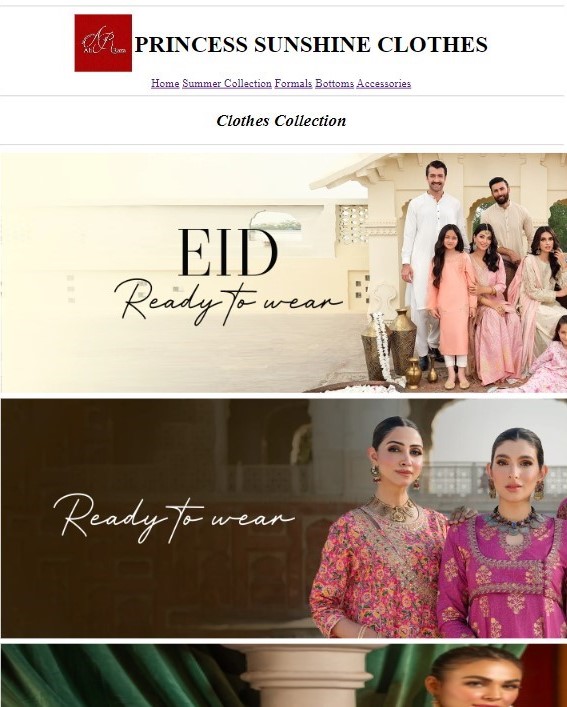 PRINCESS SUNSHINE CLOTHES
Home Summer Collection Formals Bottoms Accessories
Clothes Collection
EID
Ready to wear
Ready to wear